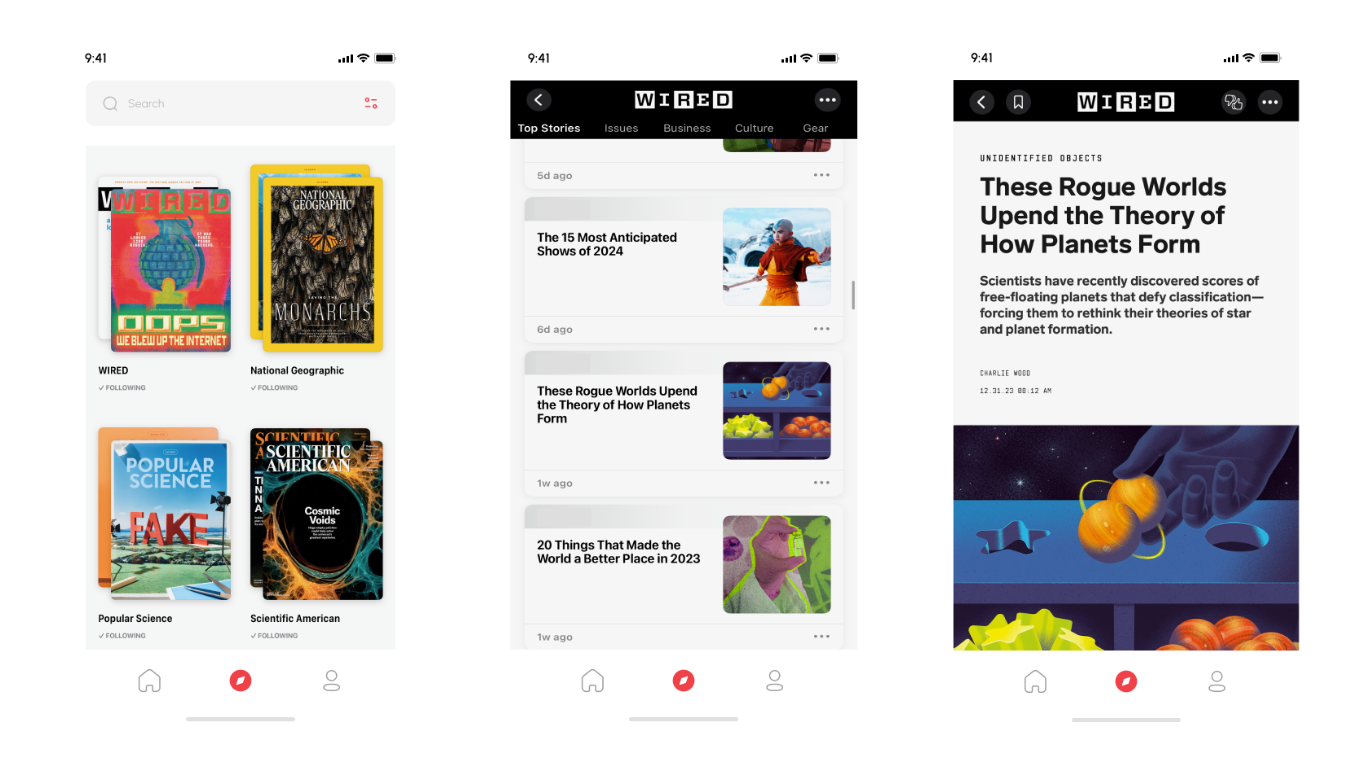 9:41
Search
WIRED
OOPS
WE BLEW UP THE INTERNET
NATIONAL
GEOGRAPHIC
SAVING THE
MONARCHS
WIRED
✓ FOLLOWING
National Geographic
✓ FOLLOWING
POPULAR
SCIENCE
FAKE
SCIENTIFIC
SCIENTIFIC
AMERICAN
Cosmic
Voids
Popular Science
✓ FOLLOWING
Scientific American
✓ FOLLOWING
9:41
WIRED
Top Stories Issues Business Culture Gear
5d ago
The 15 Most Anticipated
Shows of 2024
6d ago
These Rogue Worlds Upend
the Theory of How Planets
Form
1w ago
20 Things That Made the
World a Better Place in 2023
1w ago
9:41
WIRED
UNIDENTIFIED OBJECTS
These Rogue Worlds
Upend the Theory of
How Planets Form
Scientists have recently discovered scores of
free-floating planets that defy classification—
forcing them to rethink their theories of star
and planet formation.
CHARLIE WOOD
12.31.23 08:12 AM